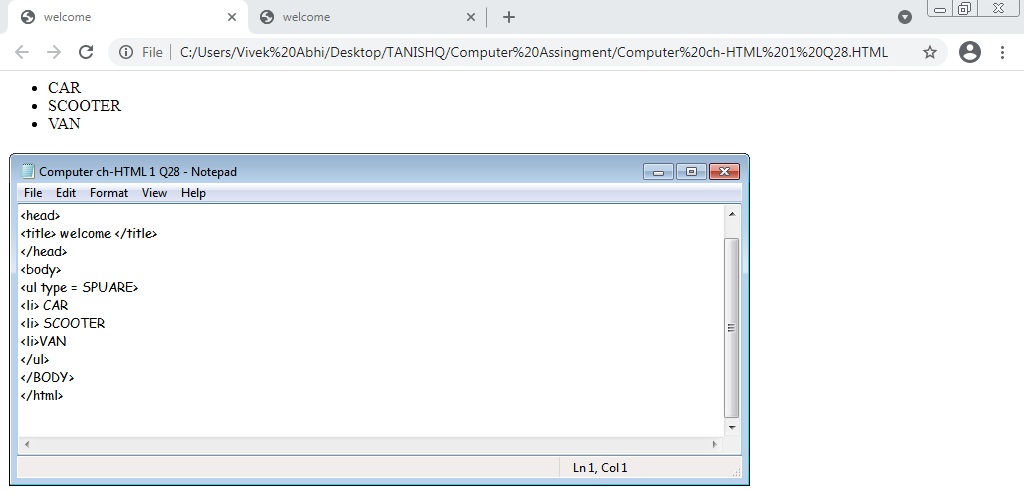 welcome
welcome
File C:/Users/Vivek%20Abhi/Desktop/TANISHQ/Computer%20Assingment/Computer%20ch-HTML%201%20Q28.HTML
CAR
SCOOTER
VAN
Computer ch-HTML 1 Q28 - Notepad
File Edit Format View Help
<head>
<title> welcome </title>
</head>
<body>
<ul type = SPUARE>
<li> CAR
<li> SCOOTER
<li>VAN
</ul>
</BODY>
</html>
Ln 1, Col 1